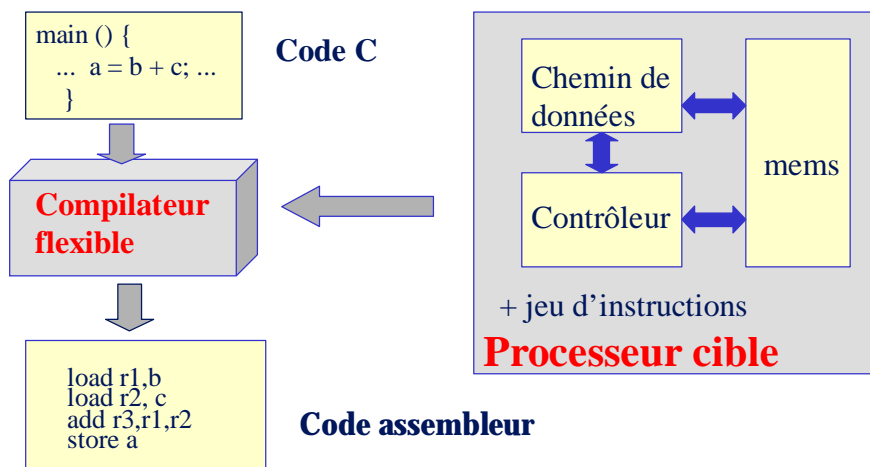 main () {
... a = b + c; ...
}
Code C
Compilateur
flexible
load r1,b
load r2, c
add r3,r1,r2
store a
Code assembleur
Chemin de
données
mems
Contrôleur
+ jeu d’instructions
Processeur cible